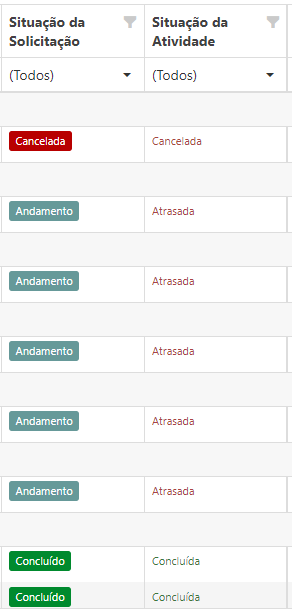 Situação da Solicitação
Situação da Atividade
(Todos) (Todos)
Cancelada Cancelada
Andamento Atrasada
Andamento Atrasada
Andamento Atrasada
Andamento Atrasada
Andamento Atrasada
Concluído Concluída
Concluído Concluída